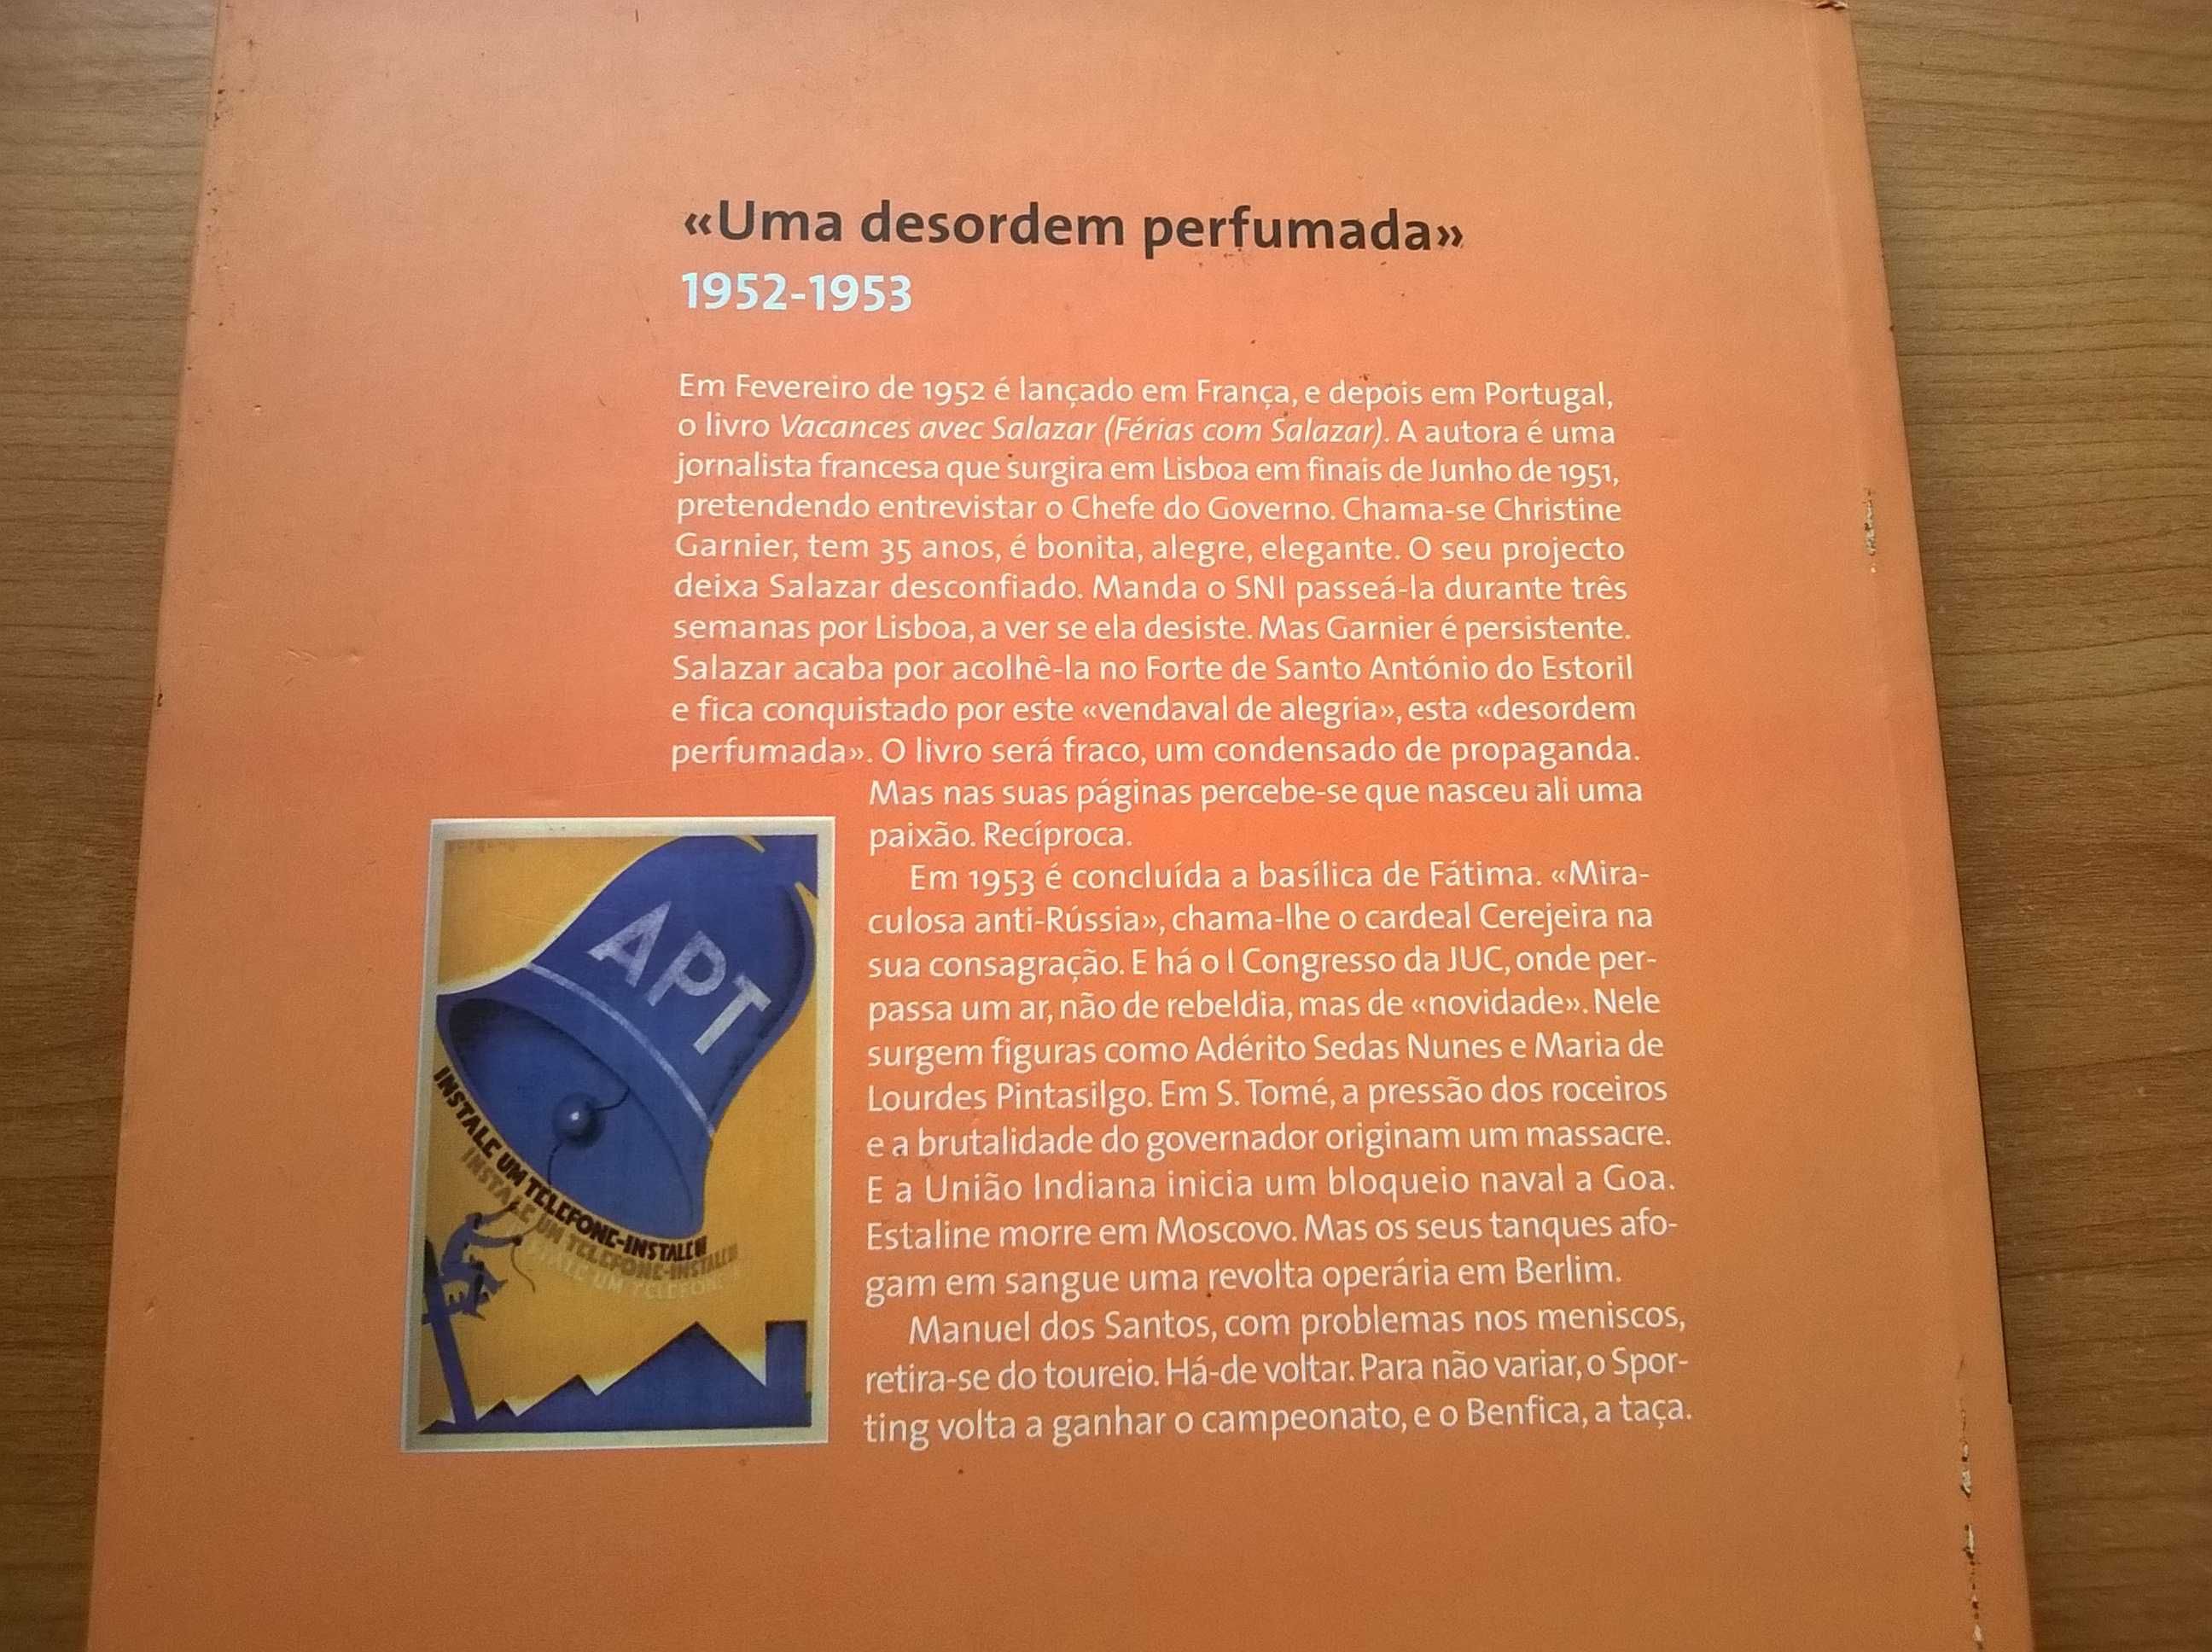 «Uma desordem perfumada»
1952-1953
Em Fevereiro de 1952 é lançado em França, e depois em Portugal,
o livro Vacances avec Salazar (Férias com Salazar). A autora é uma
jornalista francesa que surgira em Lisboa em finais de Junho de 1951,
pretendendo entrevistar o Chefe do Governo. Chama-se Christine
Garnier, tem 35 anos, é bonita, alegre, elegante. O seu projecto
deixa Salazar desconfiado. Manda o SNI passeá-la durante três
semanas por Lisboa, a ver se ela desiste. Mas Garnier é persistente.
Salazar acaba por acolhê-la no Forte de Santo António do Estoril
e fica conquistado por este «vendaval de alegria», esta «desordem
perfumada». O livro será fraco, um condensado de propaganda.
Mas nas suas páginas percebe-se que nasceu ali uma
paixão. Recíproca.
Em 1953 é concluída a basílica de Fátima. «Mira-
culosa anti-Rússia», chama-lhe o cardeal Cerejeira na
sua consagração. E há o I Congresso da JUC, onde per-
passa um ar, não de rebeldia, mas de «novidade». Nele
surgem figuras como Adérito Sedas Nunes e Maria de
Lourdes Pintasilgo. Em S. Tomé, a pressão dos roceiros
e a brutalidade do governador originam um massacre.
E a União Indiana inicia um bloqueio naval a Goa.
Estaline morre em Moscovo. Mas os seus tanques afo-
gam em sangue uma revolta operária em Berlim.
Manuel dos Santos, com problemas nos meniscos,
retira-se do toureio. Há-de voltar. Para não variar, o Spor-
ting volta a ganhar o campeonato, e o Benfica, a taça.
APT
INSTALE UM TELEFONE-INSTALE
INSTALE UM TELEFONE-INSTALE
UM TELEFONE